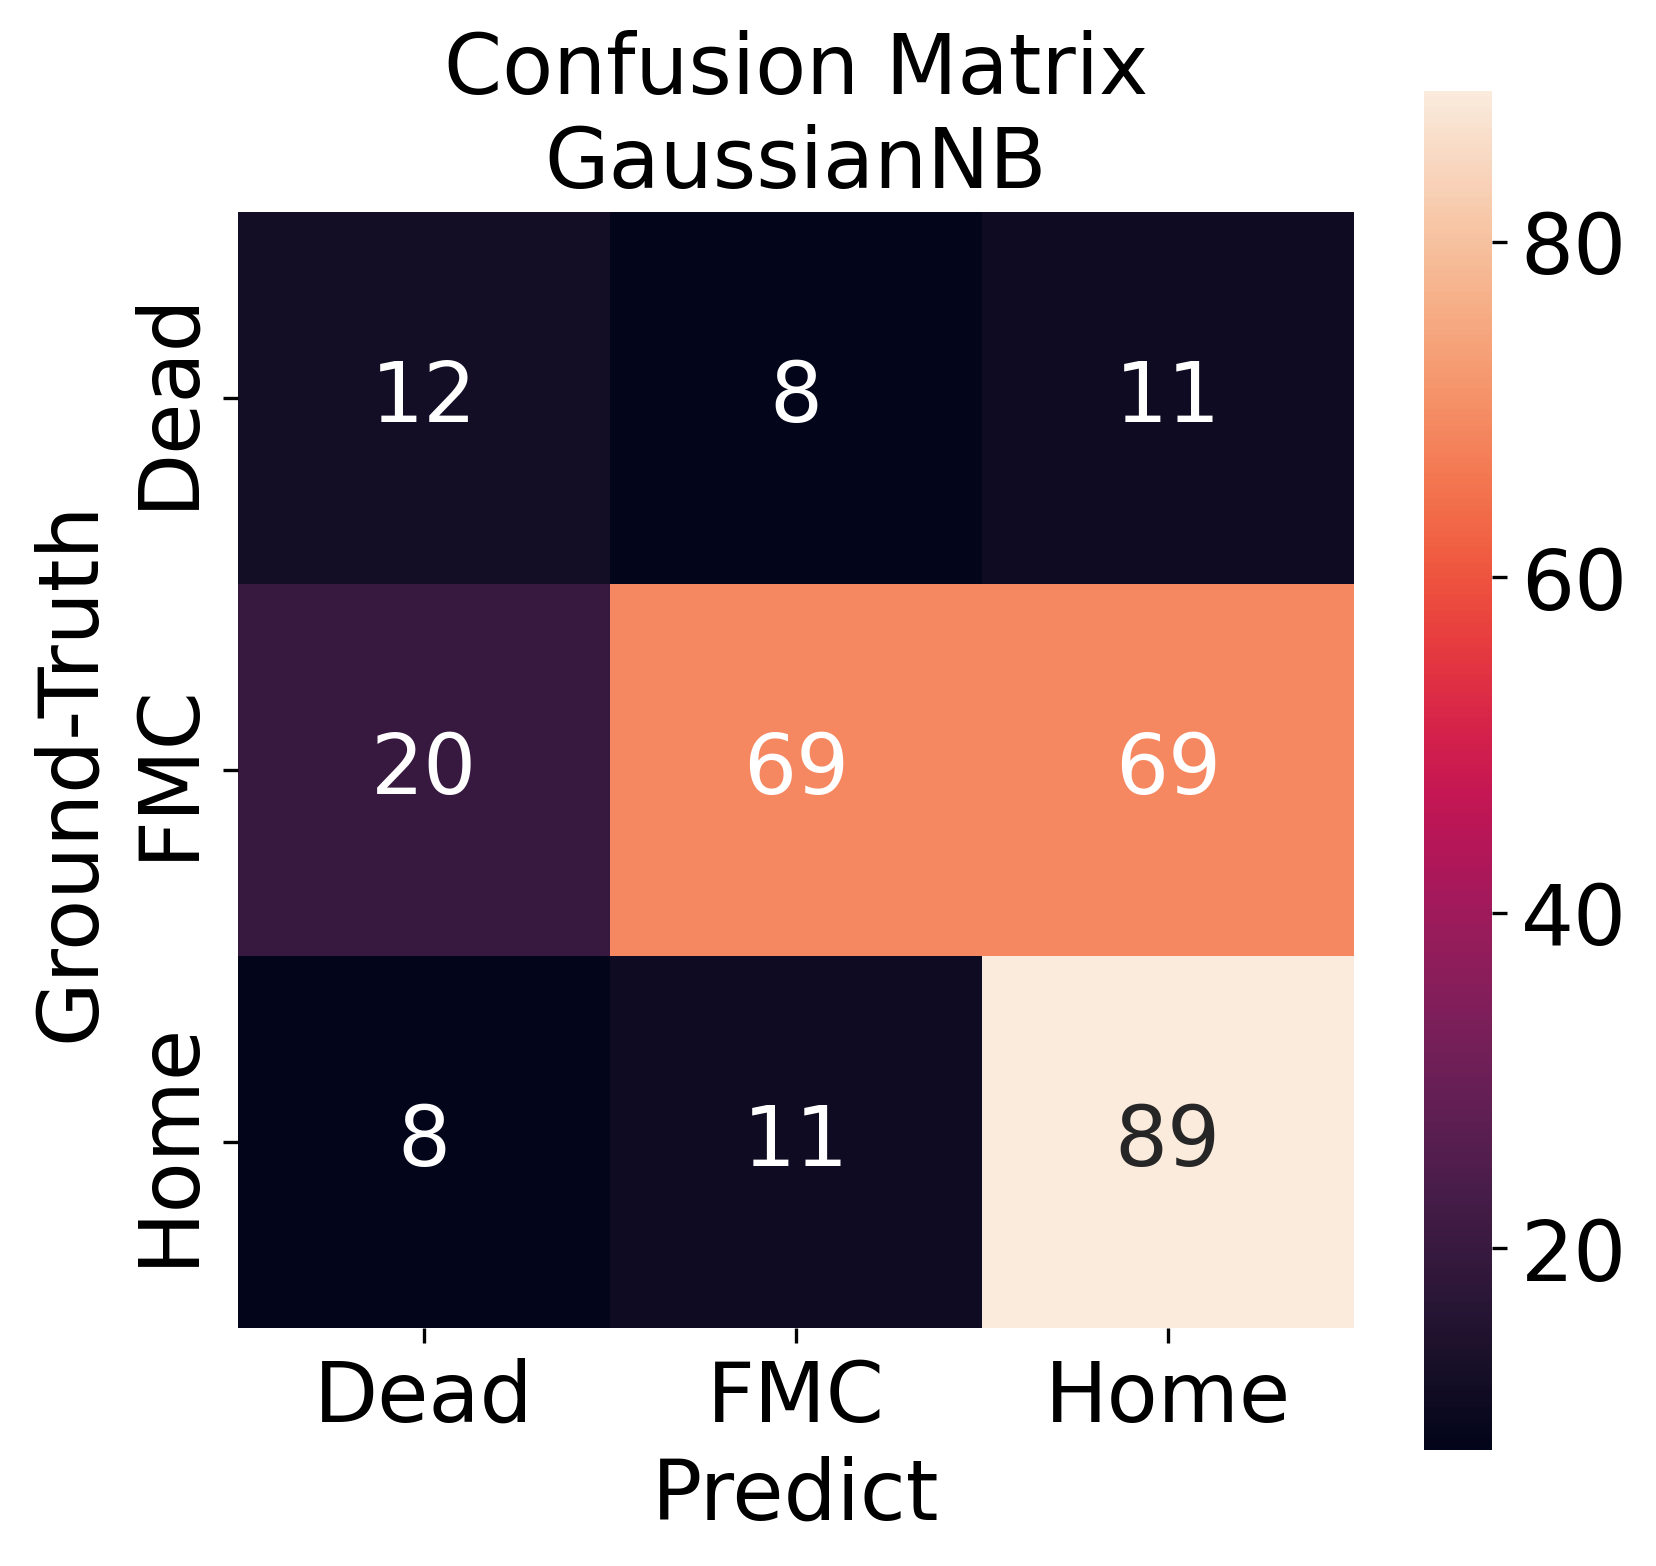 Confusion Matrix
GaussianNB
Ground-Truth
Dead
12 8 11
FMC
20 69 69
Home
8 11 89
Dead FMC Home
Predict
80
60
40
20